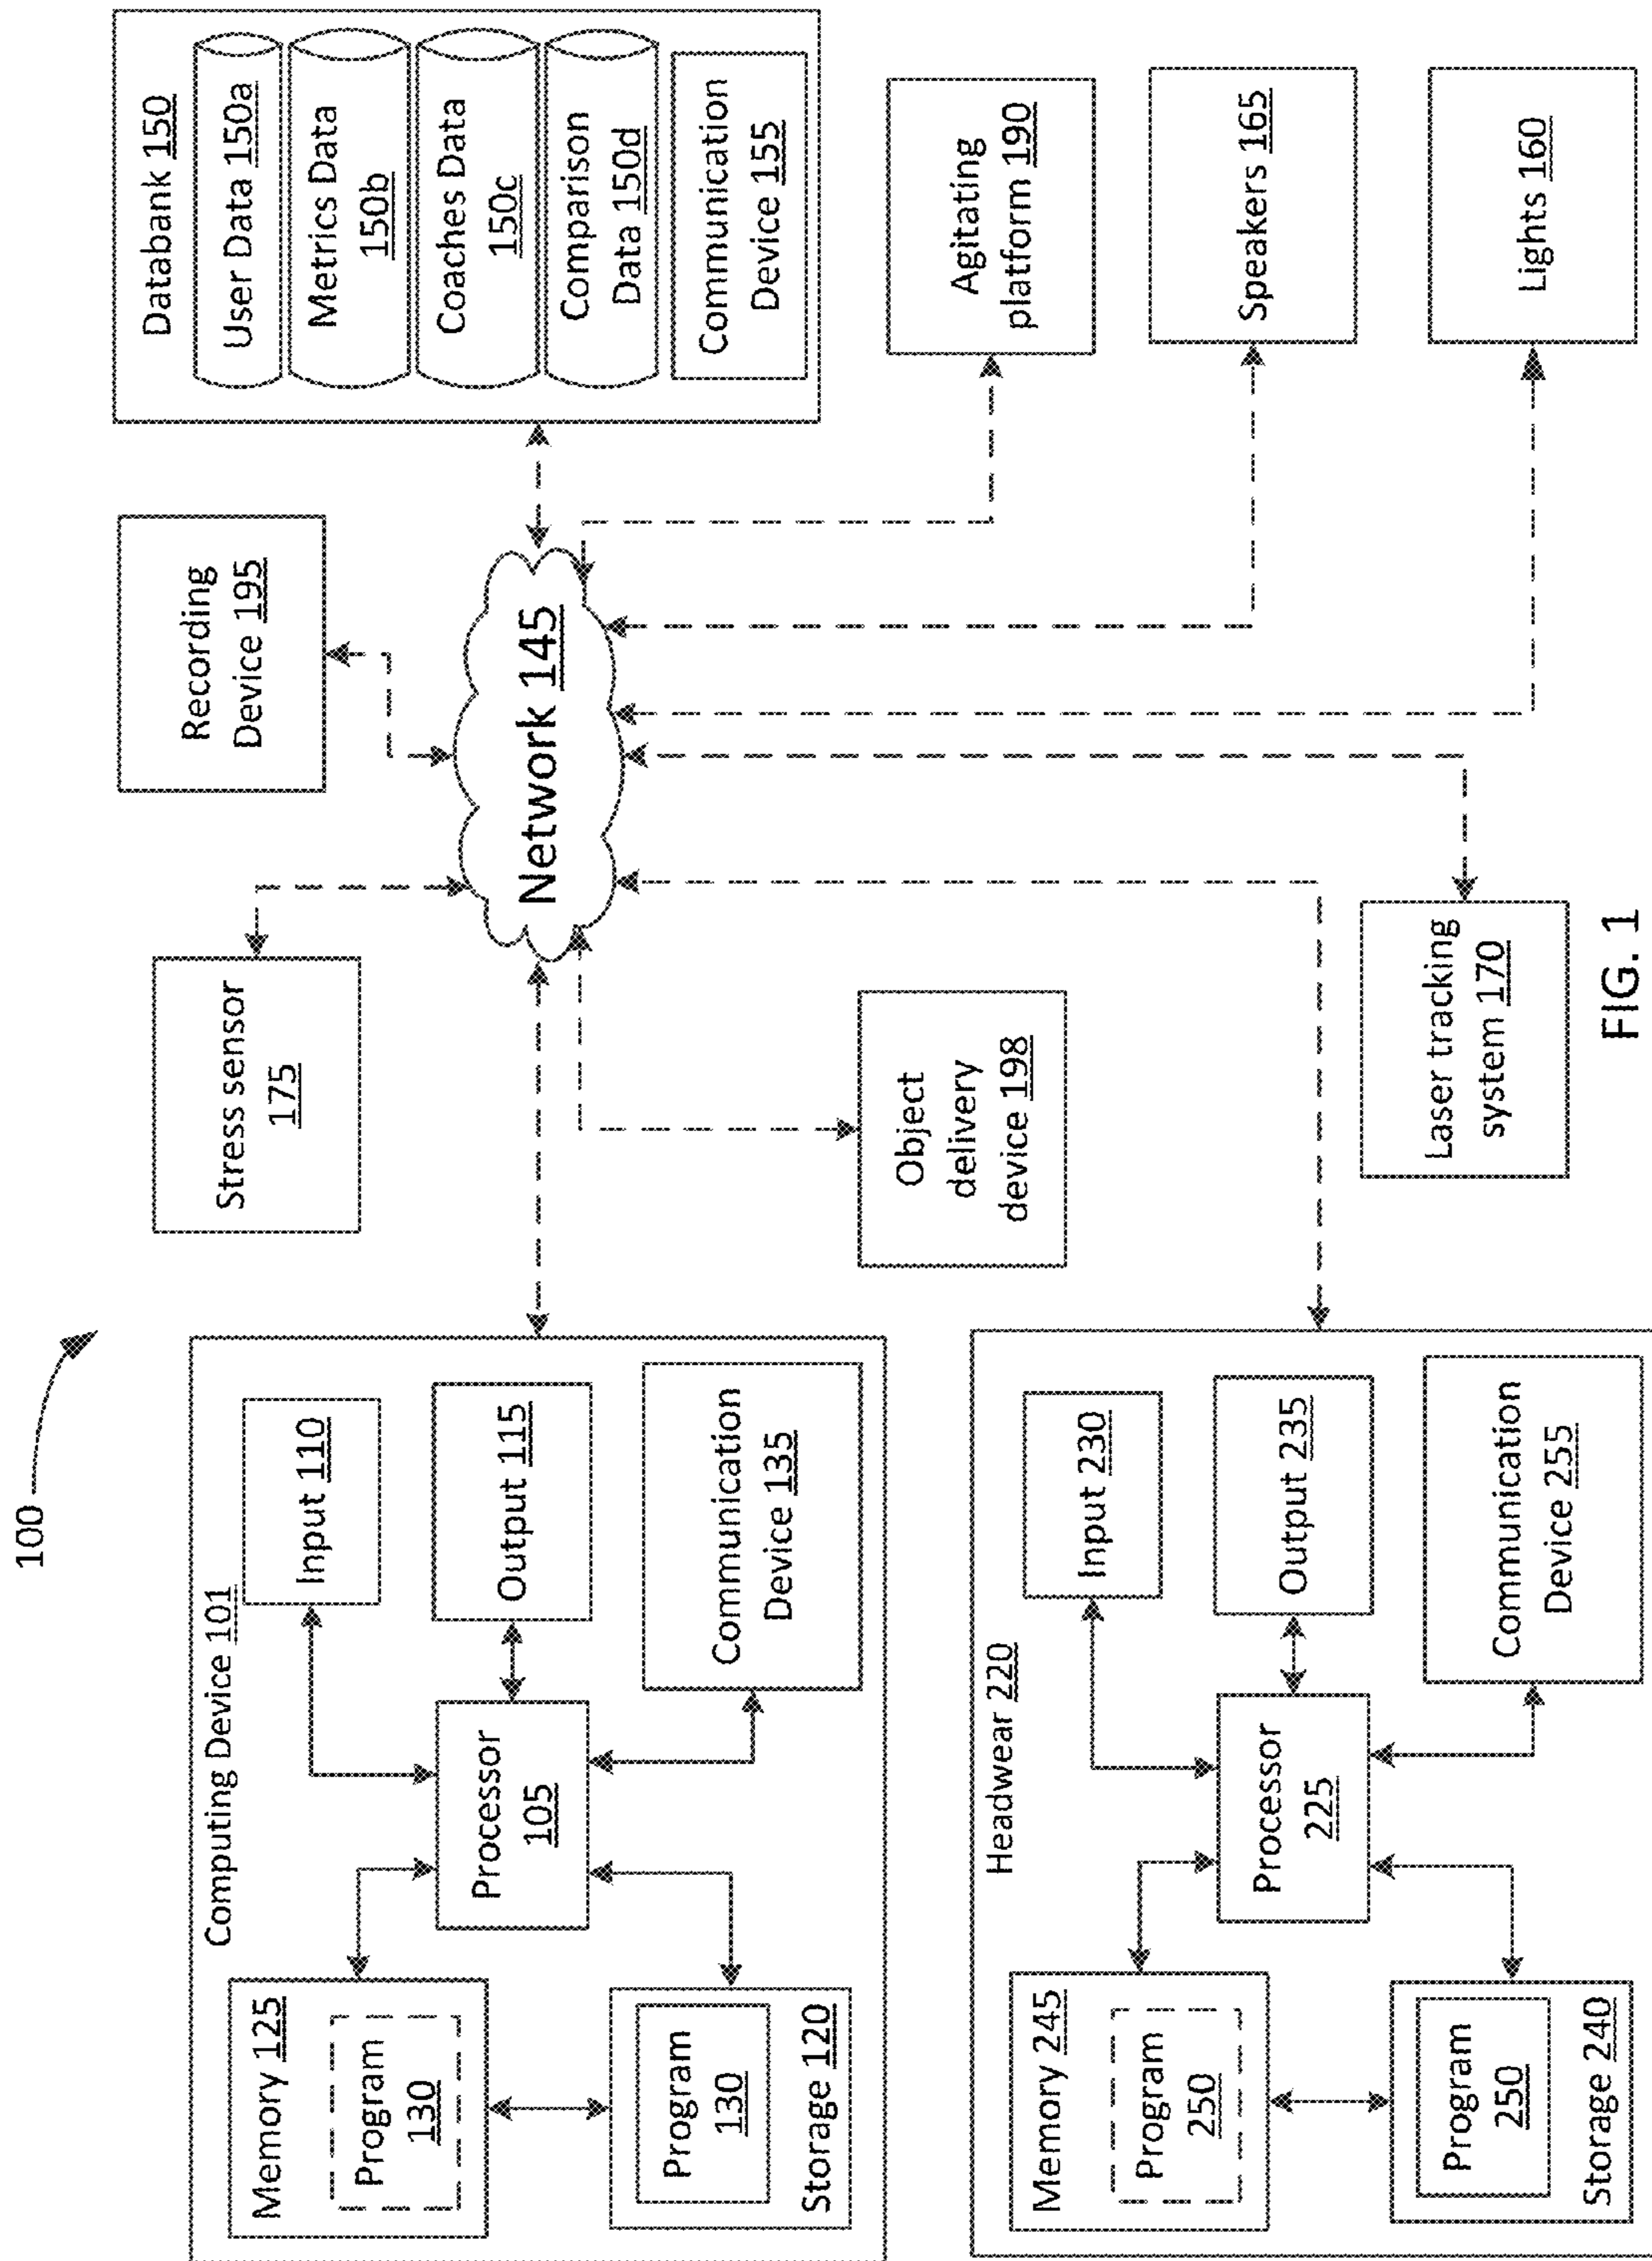 100
Computing Device 101
Memory 125
Program
130
Program
130
Storage 120
Processor
105
Input 110
Output 115
Communication
Device 135
Headwear 220
Memory 245
Program
250
Program
250
Storage 240
Processor
225
Input 230
Output 235
Communication
Device 255
Stress sensor
175
Recording
Device 195
Network 145
Object
delivery
device 198
Laser tracking
system 170
Databank 150
User Data 150a
Metrics Data
150b
Coaches Data
150c
Comparison
Data 150d
Communication
Device 155
Agitating
platform 190
Speakers 165
Lights 160
FIG. 1